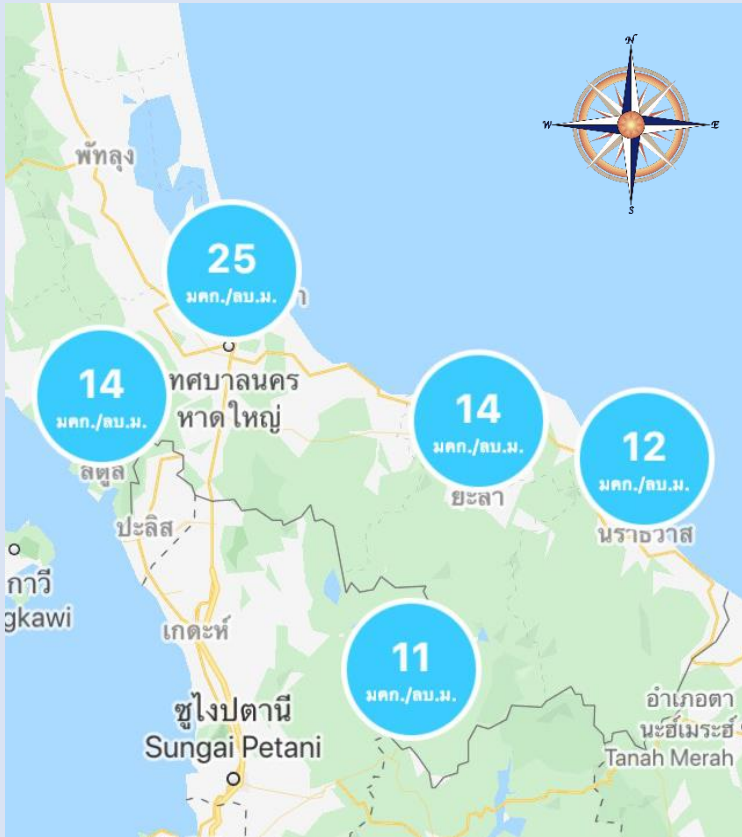 N
W
E
S
พัทลุง
25
มคก./ลบ.ม.
า
14
มคก./ลบ.ม.
ทศบาลนคร
หาดใหญ่
14
มคก./ลบ.ม.
12
มคก./ลบ.ม.
สตูล
ยะลา
ปะลิส
นราธิวาส
กาวี
gkawi
เกดะห์
11
มคก./ลบ.ม.
ซูไงปตานี
Sungai Petani
อำเภอตา
นะฮ์เมระฮ์
Tanah Merah